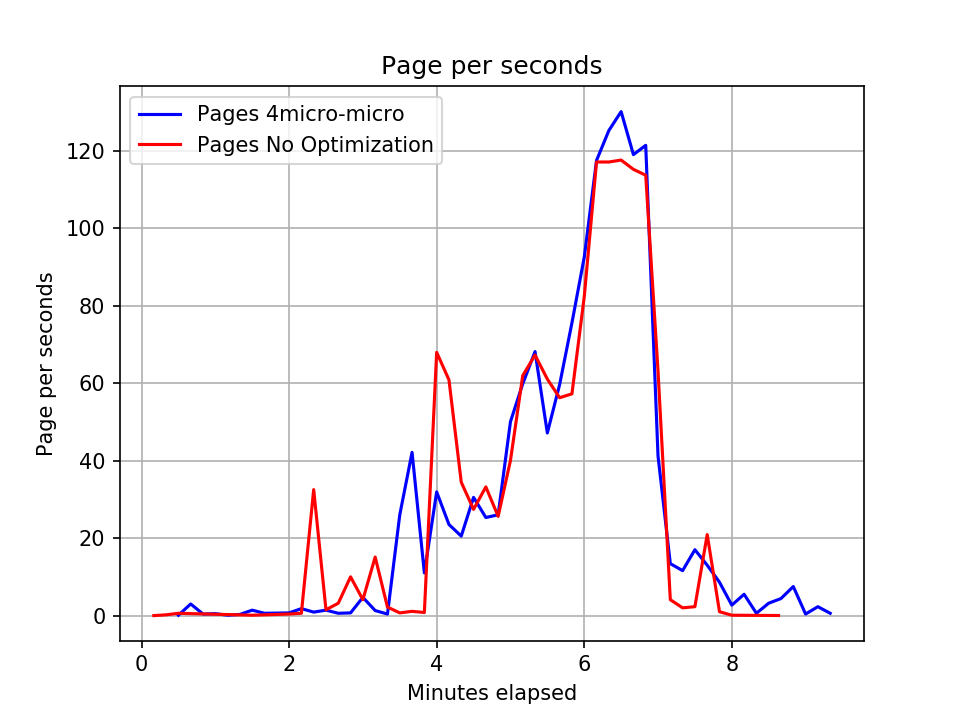 Page per seconds
Pages 4micro-micro
Pages No Optimization
120
100
80
60
40
20
0
Page per seconds
0 2 4 6 8
Minutes elapsed